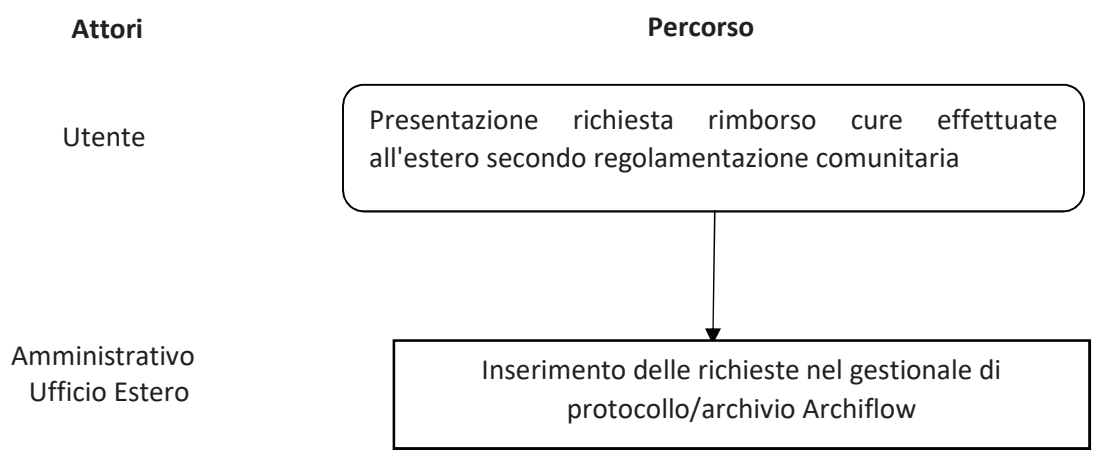 Attori
Percorso
Utente
Presentazione richiesta rimborso cure effettuate
all'estero secondo regolamentazione comunitaria
Amministrativo
Ufficio Estero
Inserimento delle richieste nel gestionale di
protocollo/archivio Archiflow